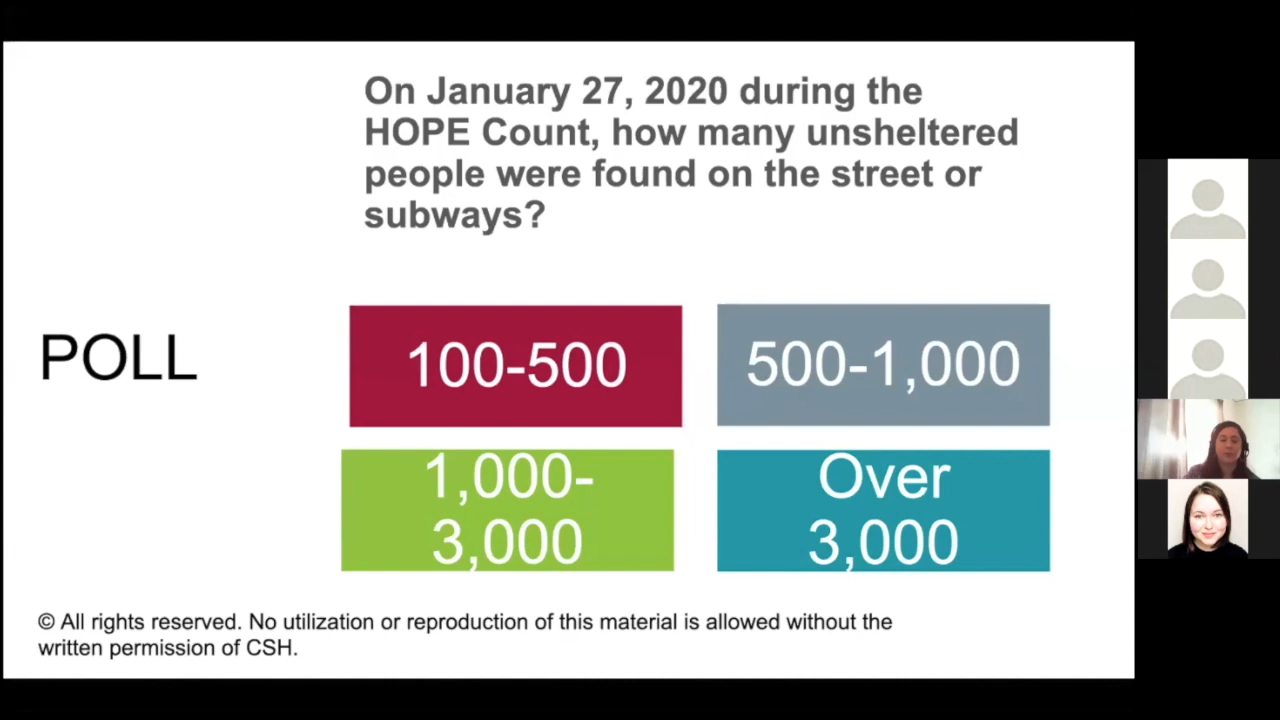 On January 27, 2020 during the
HOPE Count, how many unsheltered
people were found on the street or
subways?
POLL
100-500
500-1,000
1,000-
3,000
Over
3,000
© All rights reserved. No utilization or reproduction of this material is allowed without the
written permission of CSH.